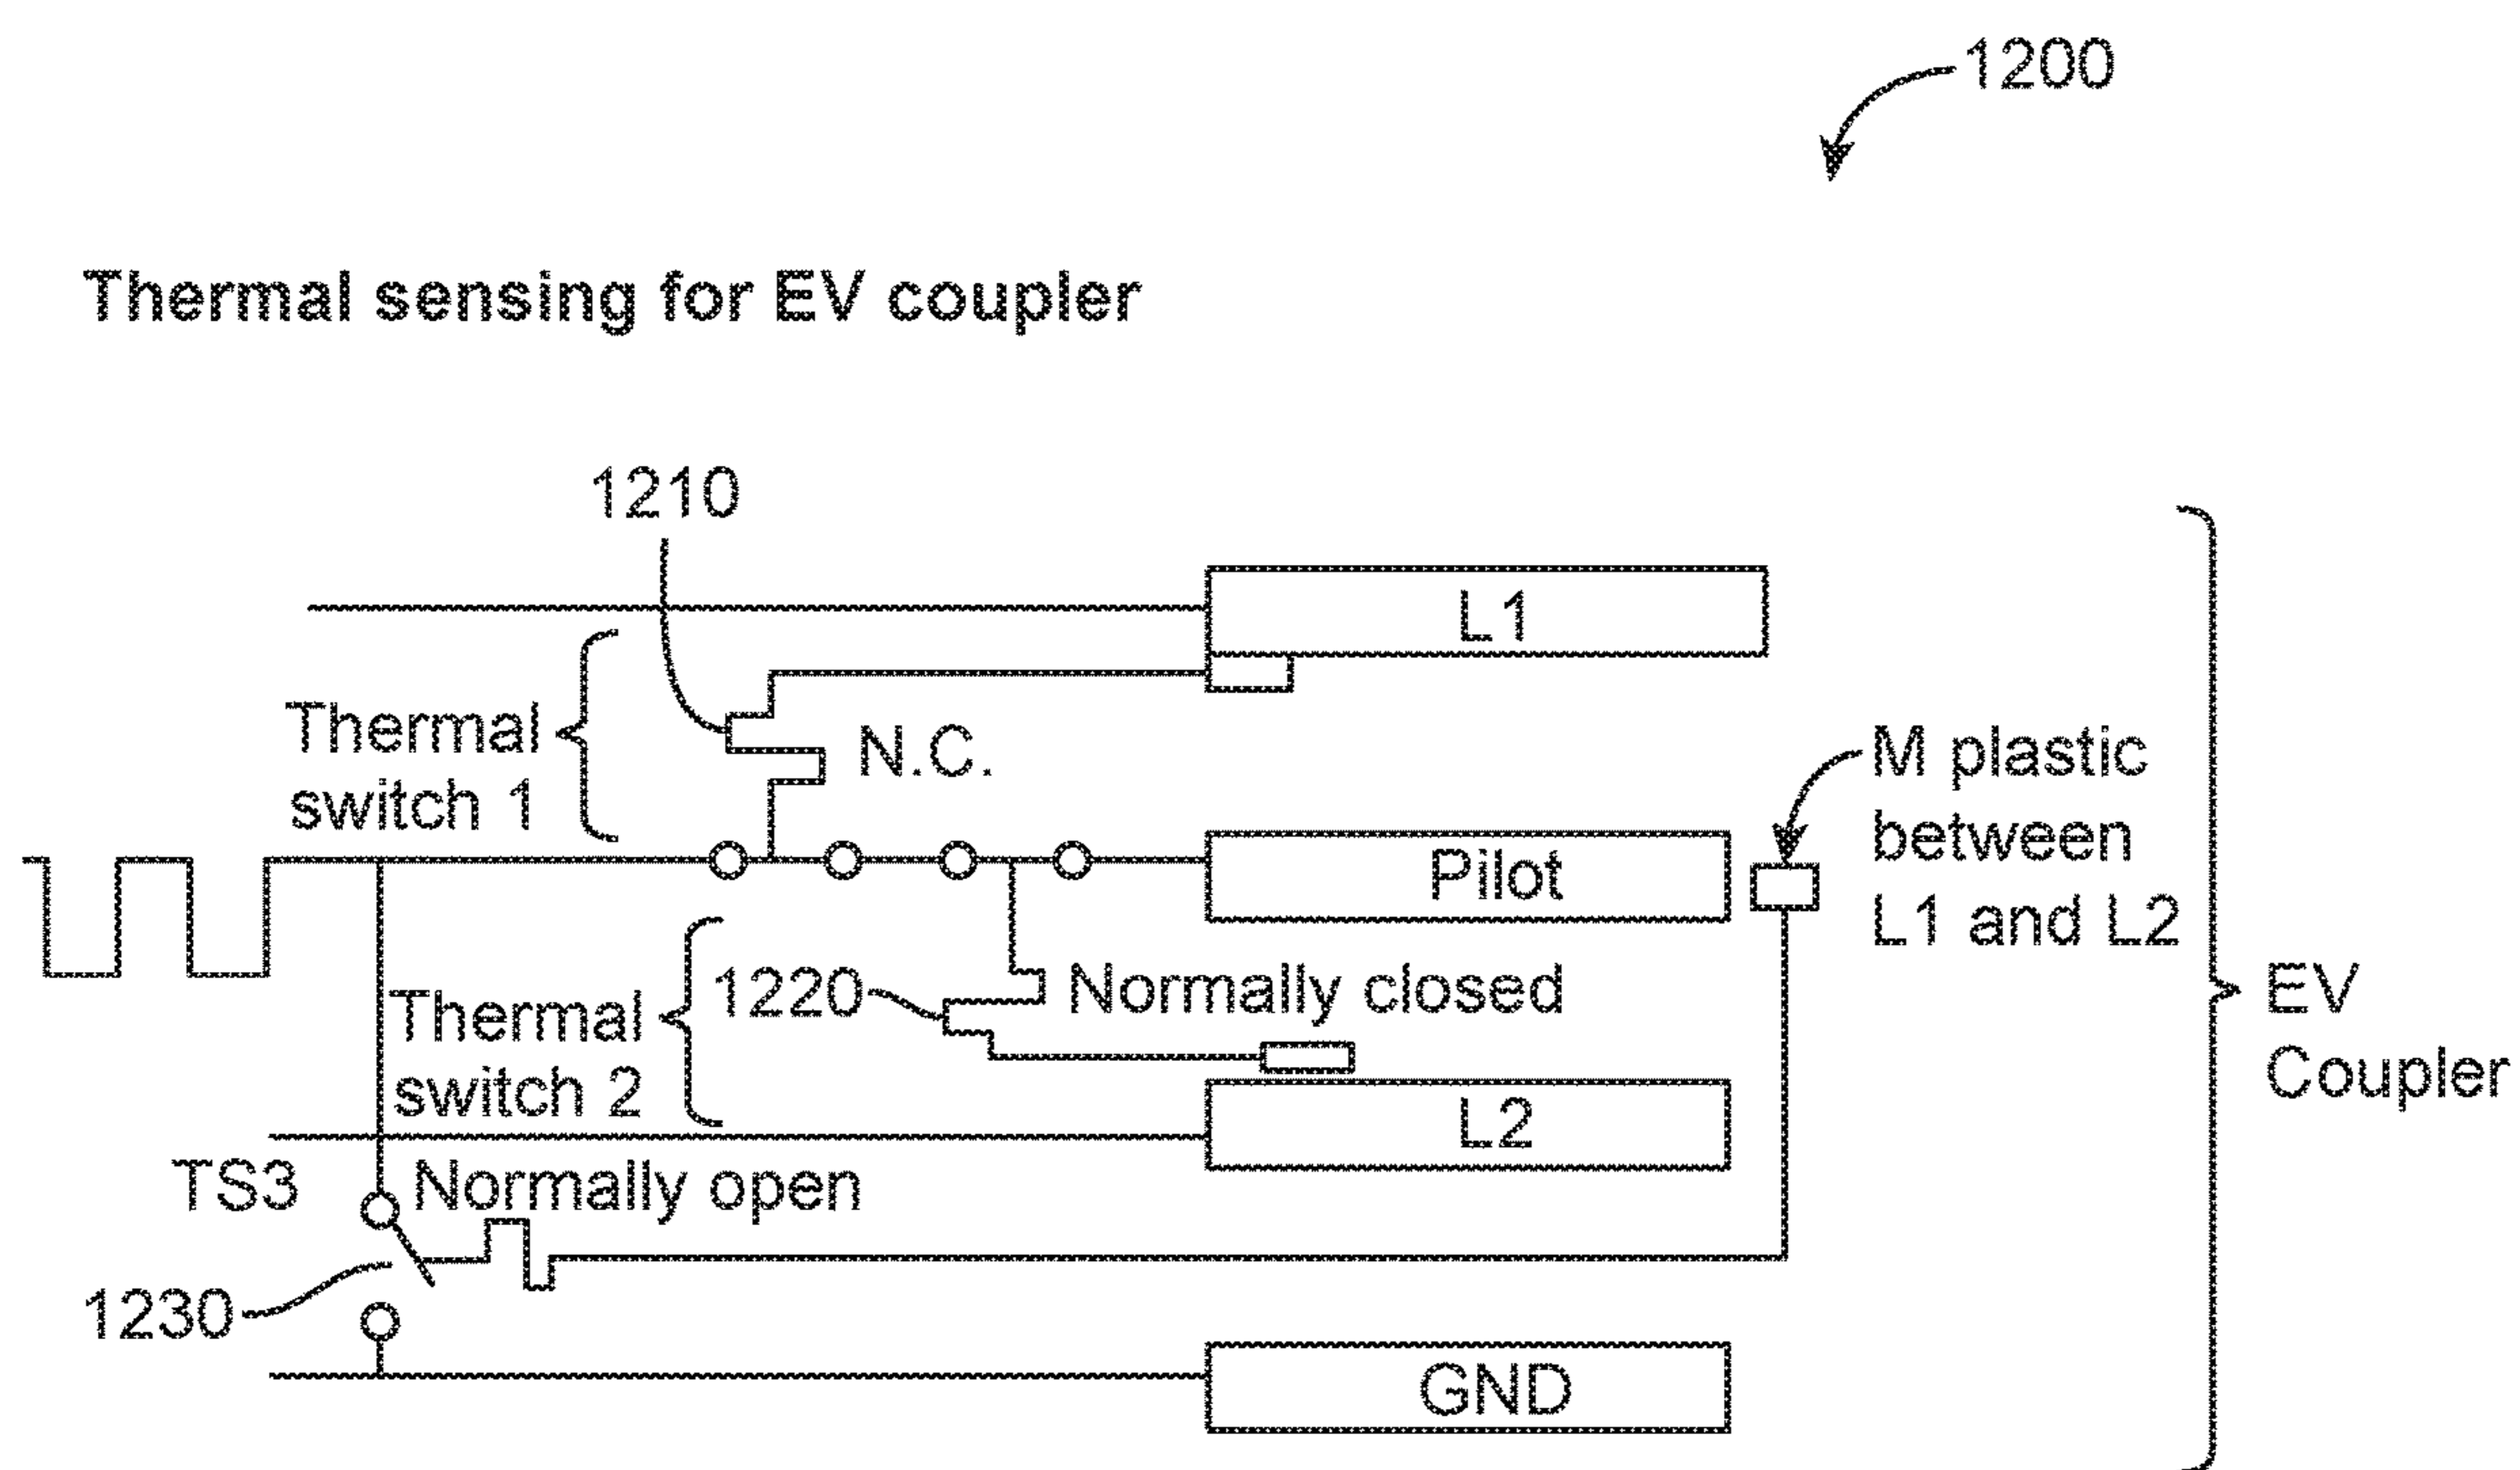 1200
Thermal sensing for EV coupler
1210
L1
Thermal
switch 1
N.C.
M plastic
between
L1 and L2
Pilot
EV
Coupler
Thermal
switch 2
1220
Normally closed
L2
TS3
Normally open
1230
GND